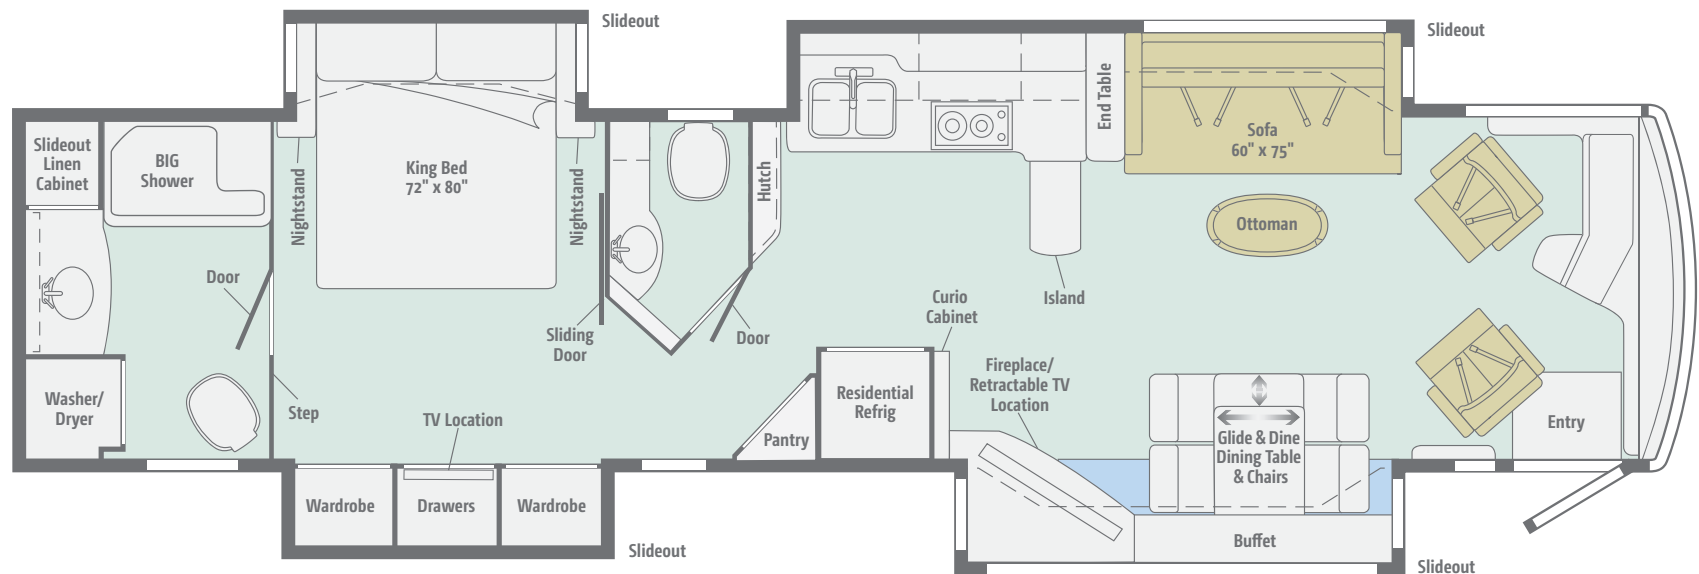 Slideout
Slideout
Slideout
Linen
Cabinet
BIG
Shower
Nightstand
King Bed
72" x 80"
Nightstand
Hutch
End Table
Sofa
60" x 75"
Ottoman
Door
Sliding
Door
Door
Island
Curio
Cabinet
Fireplace/
Retractable TV
Location
Washer/
Dryer
Step
TV Location
Pantry
Residential
Refrig
Glide & Dine
Dining Table
& Chairs
Entry
Wardrobe
Drawers
Wardrobe
Buffet
Slideout
Slideout